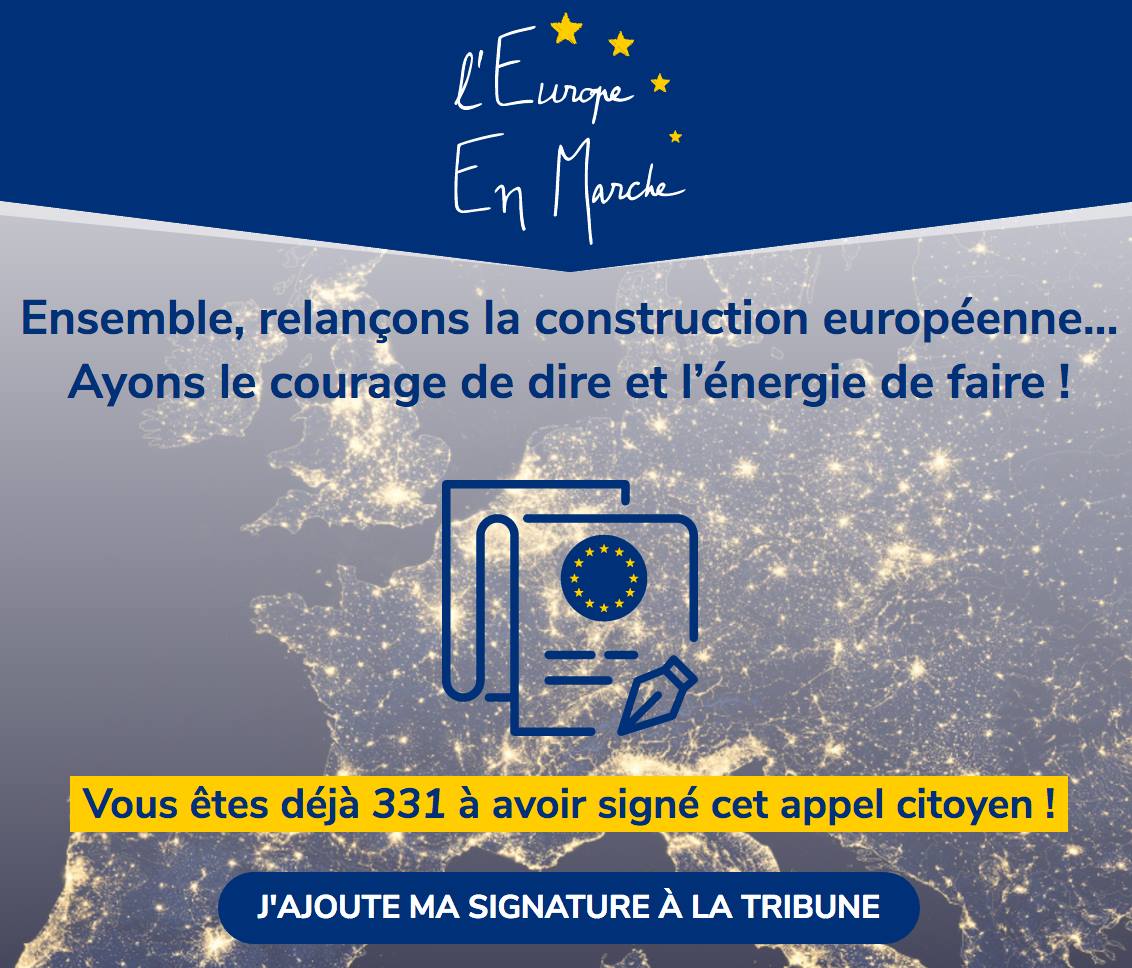 l'Europe
En Marche
Ensemble, relançons la construction européenne...
Ayons le courage de dire et l’énergie de faire !
Vous êtes déjà 331 à avoir signé cet appel citoyen !
J'AJOUTE MA SIGNATURE À LA TRIBUNE